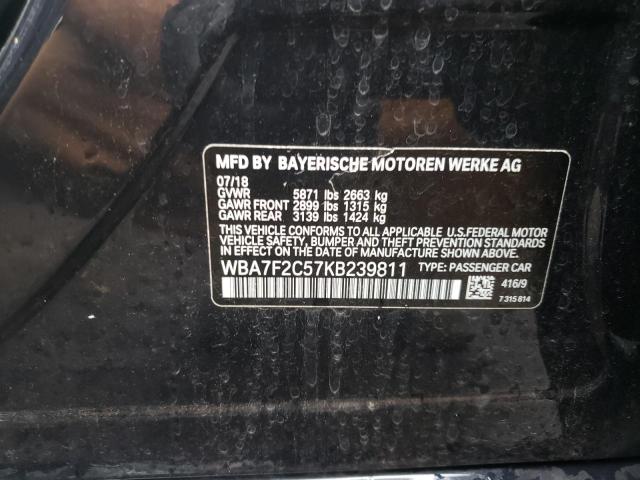 MFD BY BAYERISCHE MOTOREN WERKE AG
07/18
GVWR 5871 lbs 2663 kg
GAWR FRONT 2899 lbs 1315 kg
GAWR REAR 3139 lbs 1424 kg
THIS VEHICLE CONFORMS TO ALL APPLICABLE U.S.FEDERAL MOTOR
VEHICLE SAFETY, BUMPER AND THEFT PREVENTION STANDARDS
IN EFFECT ON THE DATE OF MANUFACTURE SHOWN ABOVE.
WBA7F2C57KB239811 TYPE: PASSENGER CAR
416/9
7 315 814